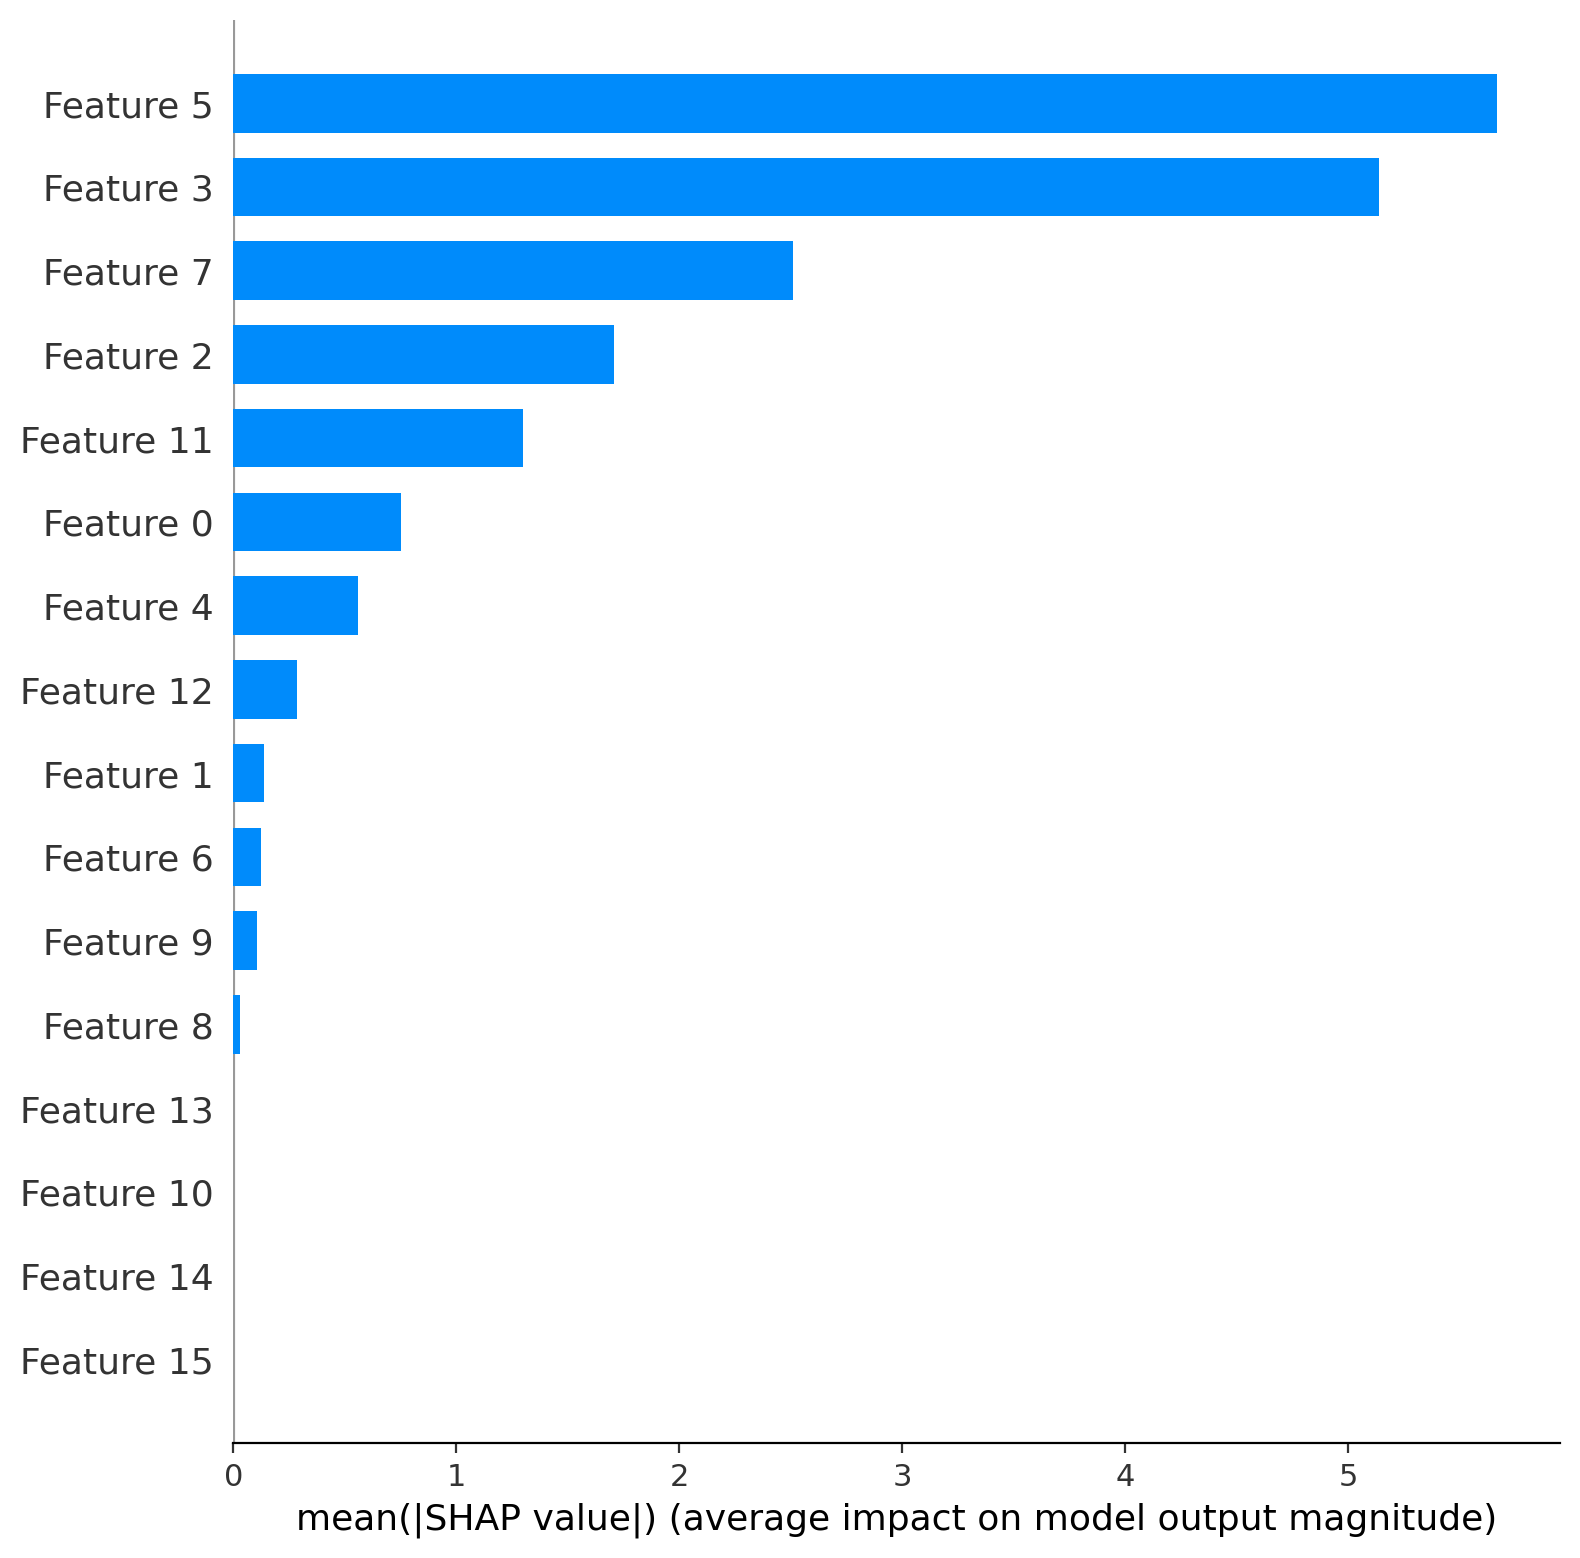 Feature 5
Feature 3
Feature 7
Feature 2
Feature 11
Feature 0
Feature 4
Feature 12
Feature 1
Feature 6
Feature 9
Feature 8
Feature 13
Feature 10
Feature 14
Feature 15
0 1 2 3 4 5
mean(|SHAP value|) (average impact on model output magnitude)